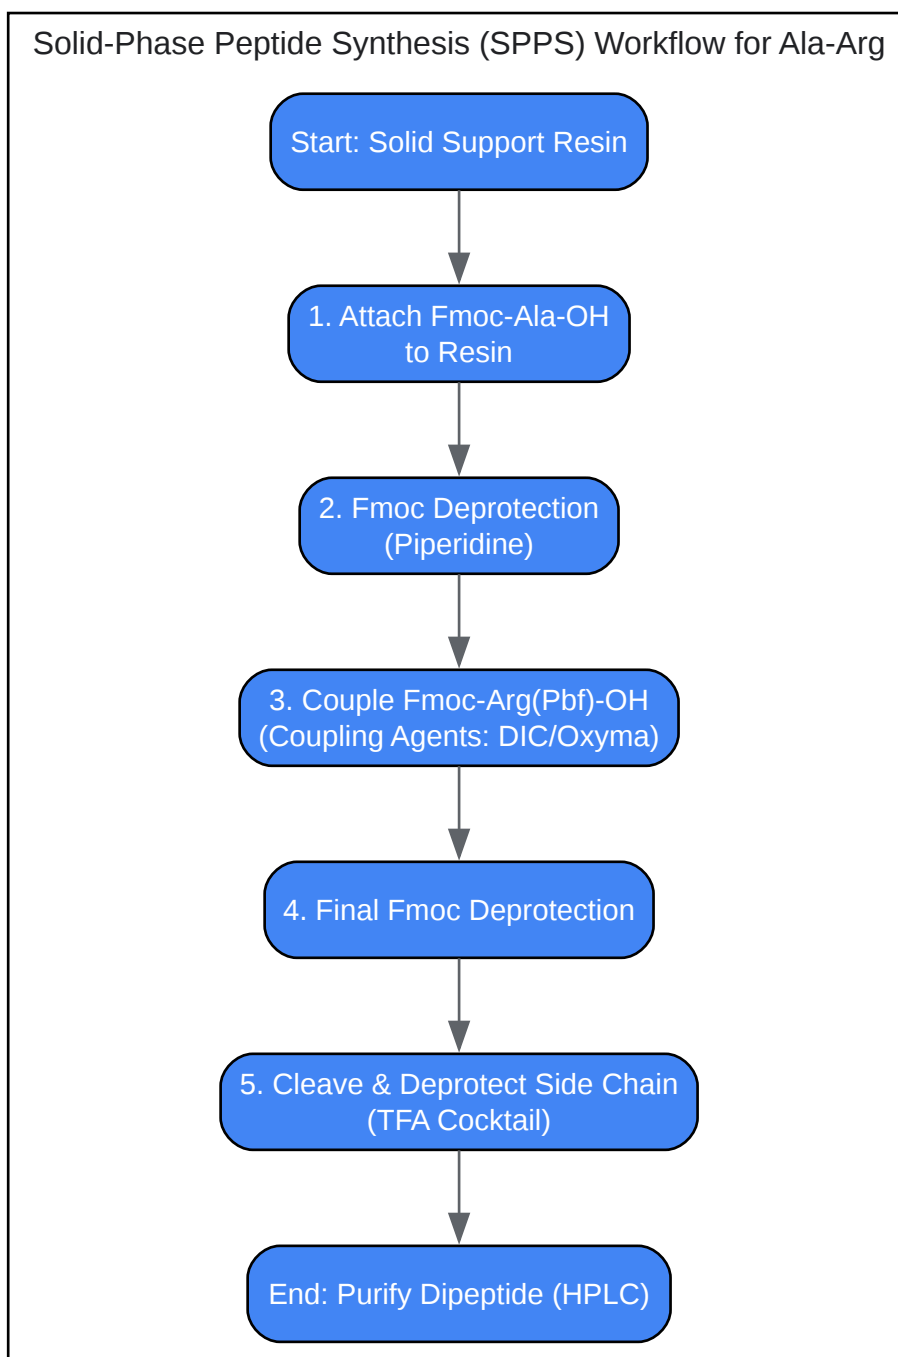 Solid-Phase Peptide Synthesis (SPPS) Workflow for Ala-Arg
Start: Solid Support Resin
1. Attach Fmoc-Ala-OH
to Resin
2. Fmoc Deprotection
(Piperidine)
3. Couple Fmoc-Arg(Pbf)-OH
(Coupling Agents: DIC/Oxyma)
4. Final Fmoc Deprotection
5. Cleave & Deprotect Side Chain
(TFA Cocktail)
End: Purify Dipeptide (HPLC)